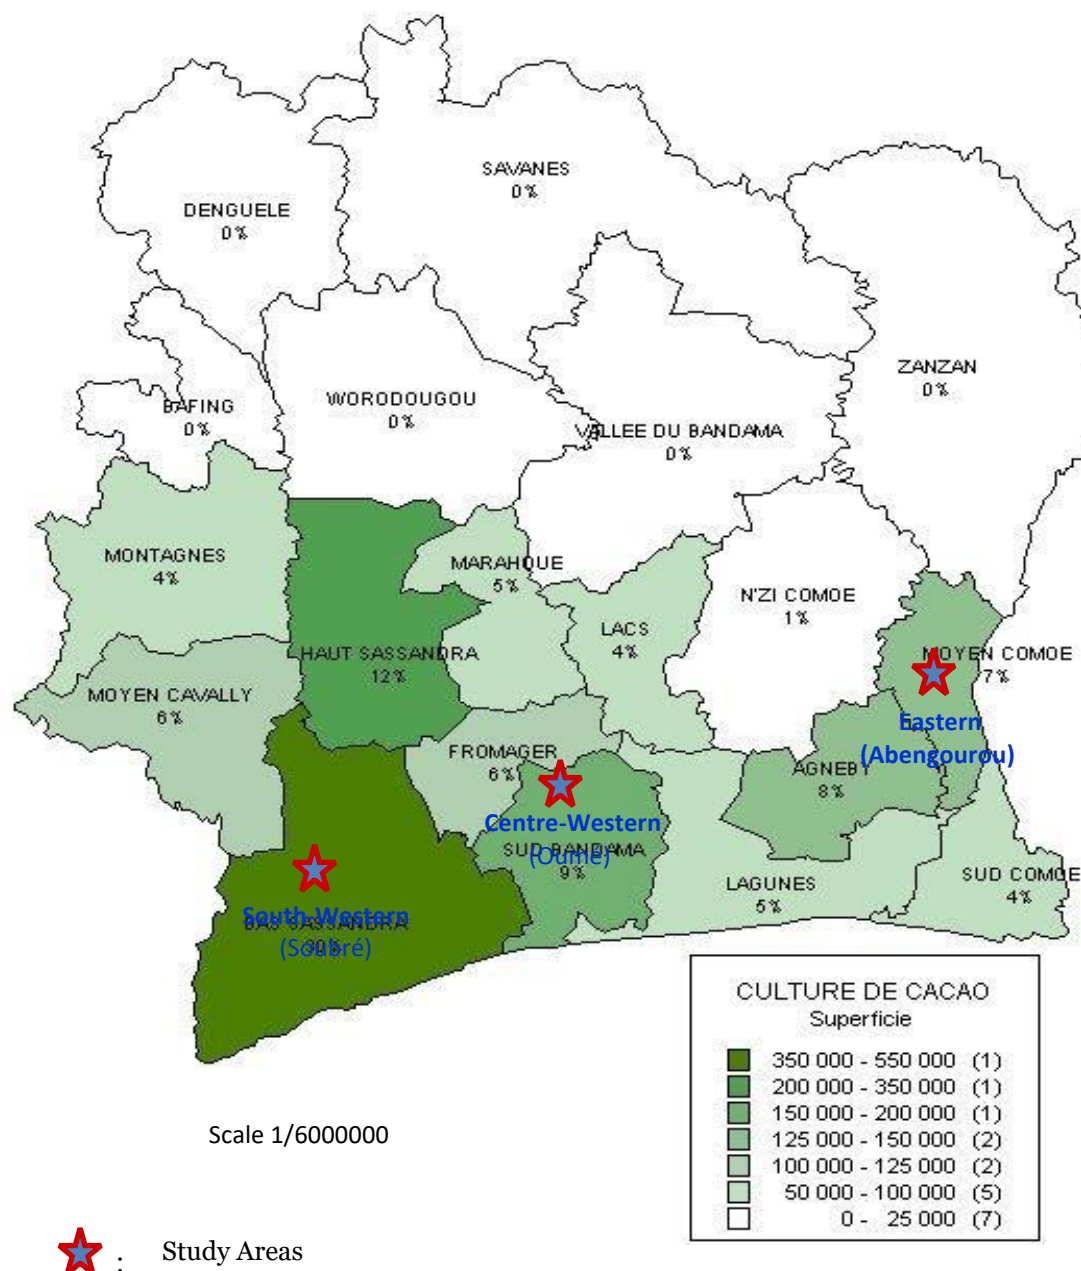 SAVANES
0%
DENGUELE
0%
ZANZAN
0%
WORODOUGOU
0%
BAFING
0%
VALLEE DU BANDAMA
0%
MONTAGNES
4%
MARAHOUE
5%
N'ZI COMOE
1%
LACS
4%
HAUT SASSANDRA
12%
MOYEN COMOE
7%
MOYEN CAVALLY
6%
Eastern
(Abengourou)
FROMAGER
6%
AGNEBY
8%
Centre-Western
(Oumé)
SUD BANDAMA
9%
LAGUNES
5%
SUD COMOE
4%
South-Western
(Soubré)
BAS SASSANDRA
30%
CULTURE DE CACAO
Superficie
350 000 - 550 000 (1)
200 000 - 350 000 (1)
150 000 - 200 000 (1)
125 000 - 150 000 (2)
100 000 - 125 000 (2)
50 000 - 100 000 (5)
0 - 25 000 (7)
Scale 1/6000000
: Study Areas